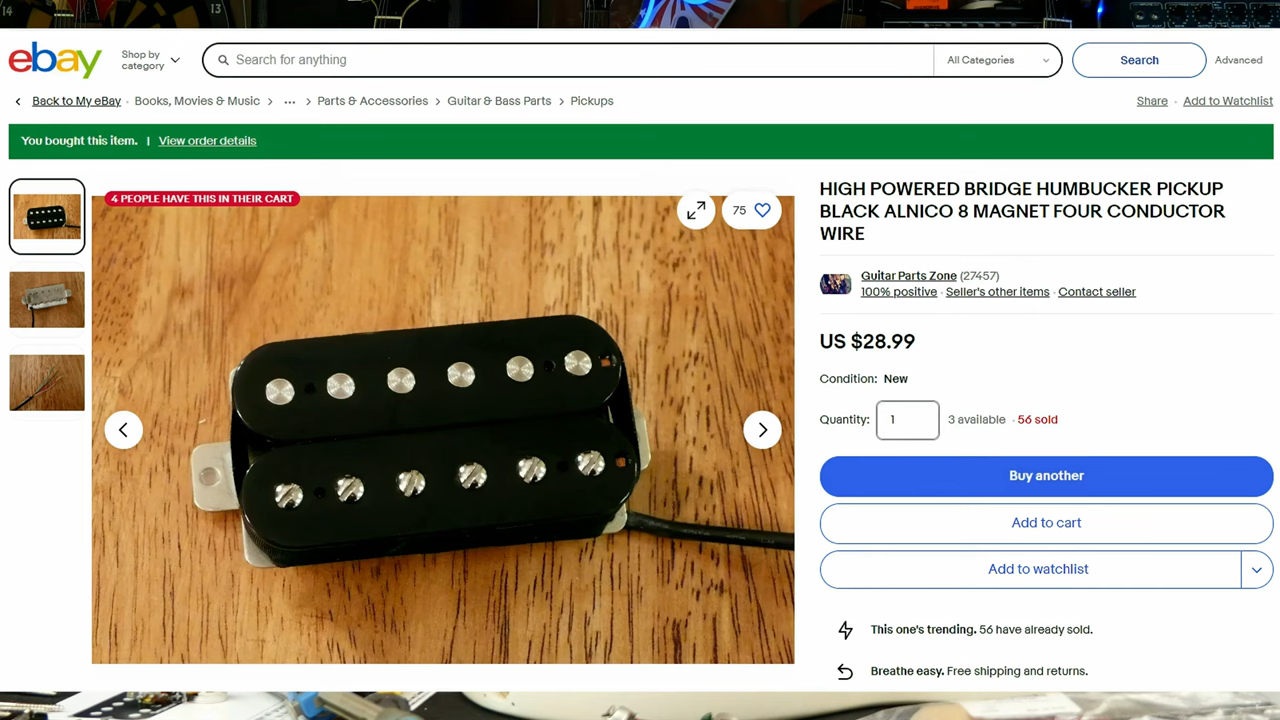 14
13
ebay
Shop by
category
Search for anything
All Categories
Search
Advanced
Back to My eBay
Books, Movies & Music
...
Parts & Accessories
Guitar & Bass Parts
Pickups
Share
Add to Watchlist
You bought this item. | View order details
4 PEOPLE HAVE THIS IN THEIR CART
75
HIGH POWERED BRIDGE HUMBUCKER PICKUP
BLACK ALNICO 8 MAGNET FOUR CONDUCTOR
WIRE
Guitar Parts Zone (27457)
100% positive · Seller's other items · Contact seller
US $28.99
Condition: New
Quantity: 1 3 available · 56 sold
Buy another
Add to cart
Add to watchlist
This one's trending. 56 have already sold.
Breathe easy. Free shipping and returns.